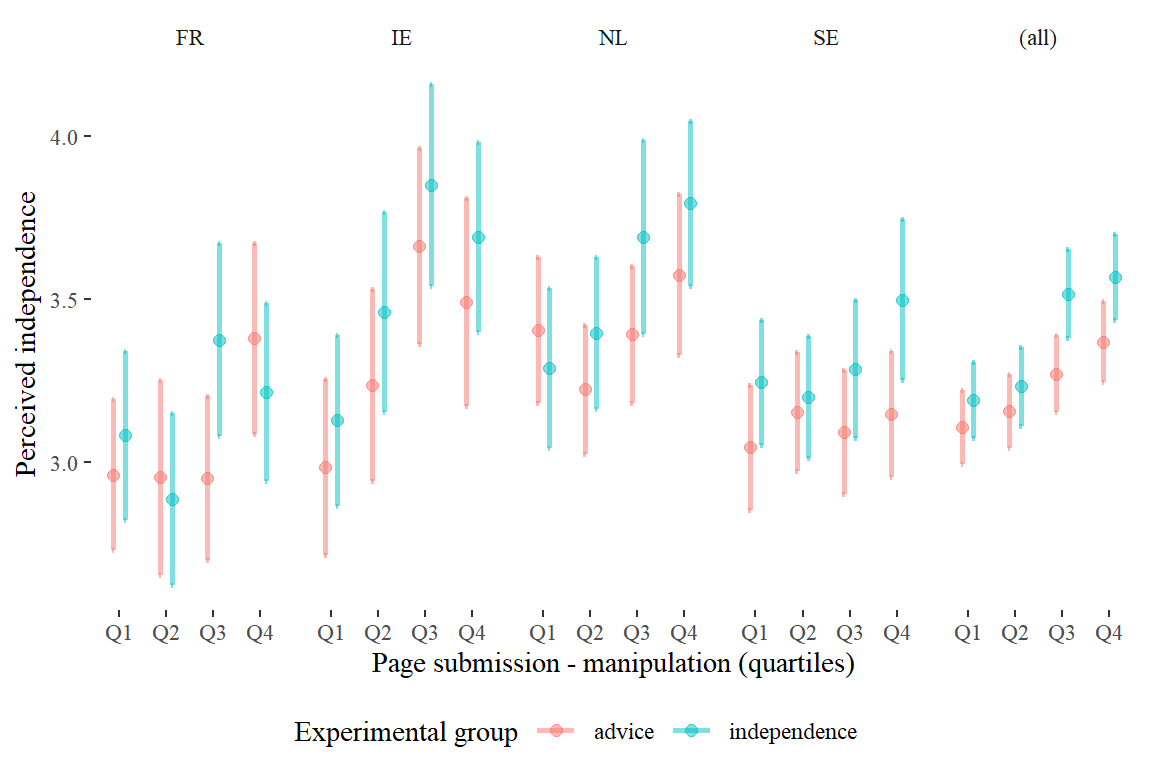 FR IE NL SE (all)
Perceived independence
4.0
3.5
3.0
Q1 Q2 Q3 Q4 Q1 Q2 Q3 Q4 Q1 Q2 Q3 Q4 Q1 Q2 Q3 Q4 Q1 Q2 Q3 Q4
Page submission - manipulation (quartiles)
Experimental group advice independence